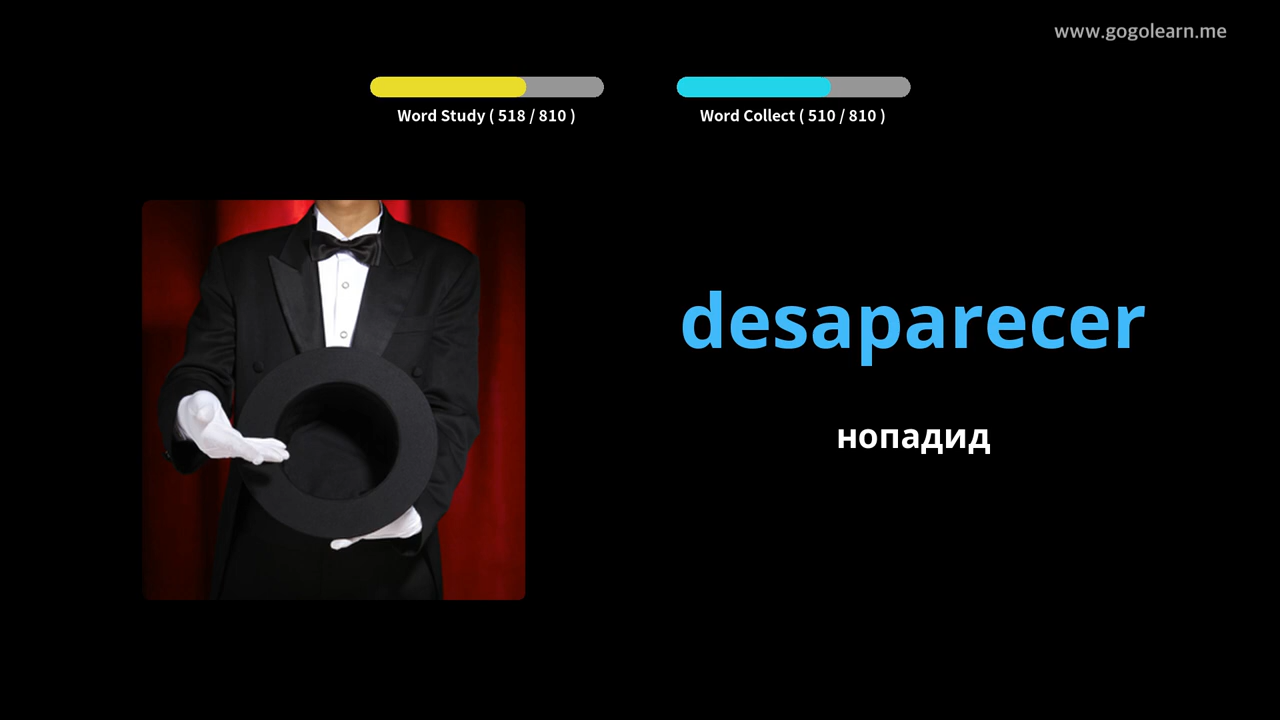 www.gogolearn.me
Word Study ( 518 / 810 )
Word Collect ( 510 / 810 )
desaparecer
нопадид